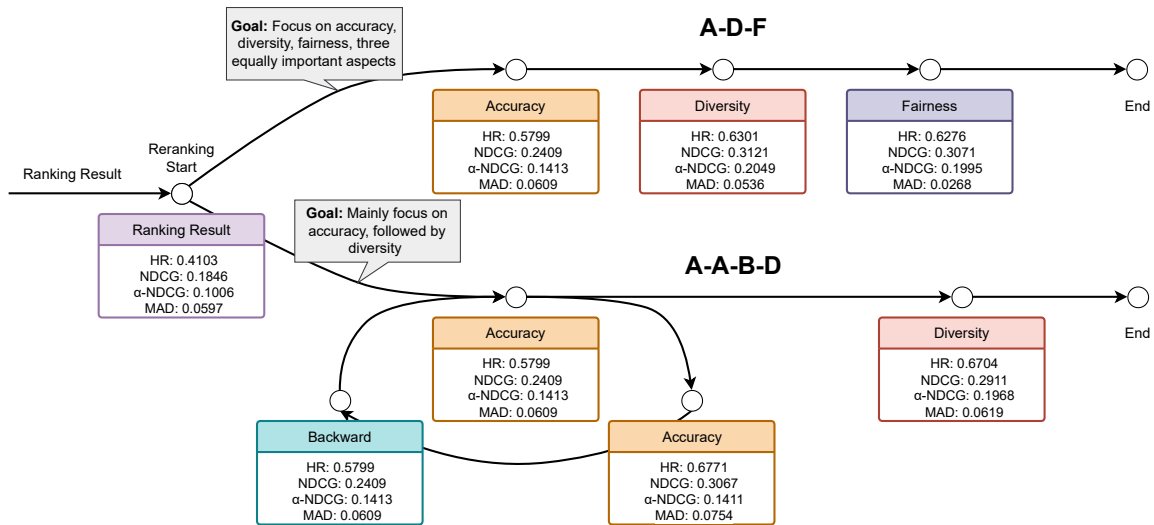 Goal: Focus on accuracy,
diversity, fairness, three
equally important aspects
A-D-F
Accuracy
HR: 0.5799
NDCG: 0.2409
α-NDCG: 0.1413
MAD: 0.0609
Diversity
HR: 0.6301
NDCG: 0.3121
α-NDCG: 0.2049
MAD: 0.0536
Fairness
HR: 0.6276
NDCG: 0.3071
α-NDCG: 0.1995
MAD: 0.0268
End
Ranking Result
Reranking
Start
Ranking Result
HR: 0.4103
NDCG: 0.1846
α-NDCG: 0.1006
MAD: 0.0597
Goal: Mainly focus on
accuracy, followed by
diversity
A-A-B-D
Accuracy
HR: 0.5799
NDCG: 0.2409
α-NDCG: 0.1413
MAD: 0.0609
Diversity
HR: 0.6704
NDCG: 0.2911
α-NDCG: 0.1968
MAD: 0.0619
End
Backward
HR: 0.5799
NDCG: 0.2409
α-NDCG: 0.1413
MAD: 0.0609
Accuracy
HR: 0.6771
NDCG: 0.3067
α-NDCG: 0.1411
MAD: 0.0754